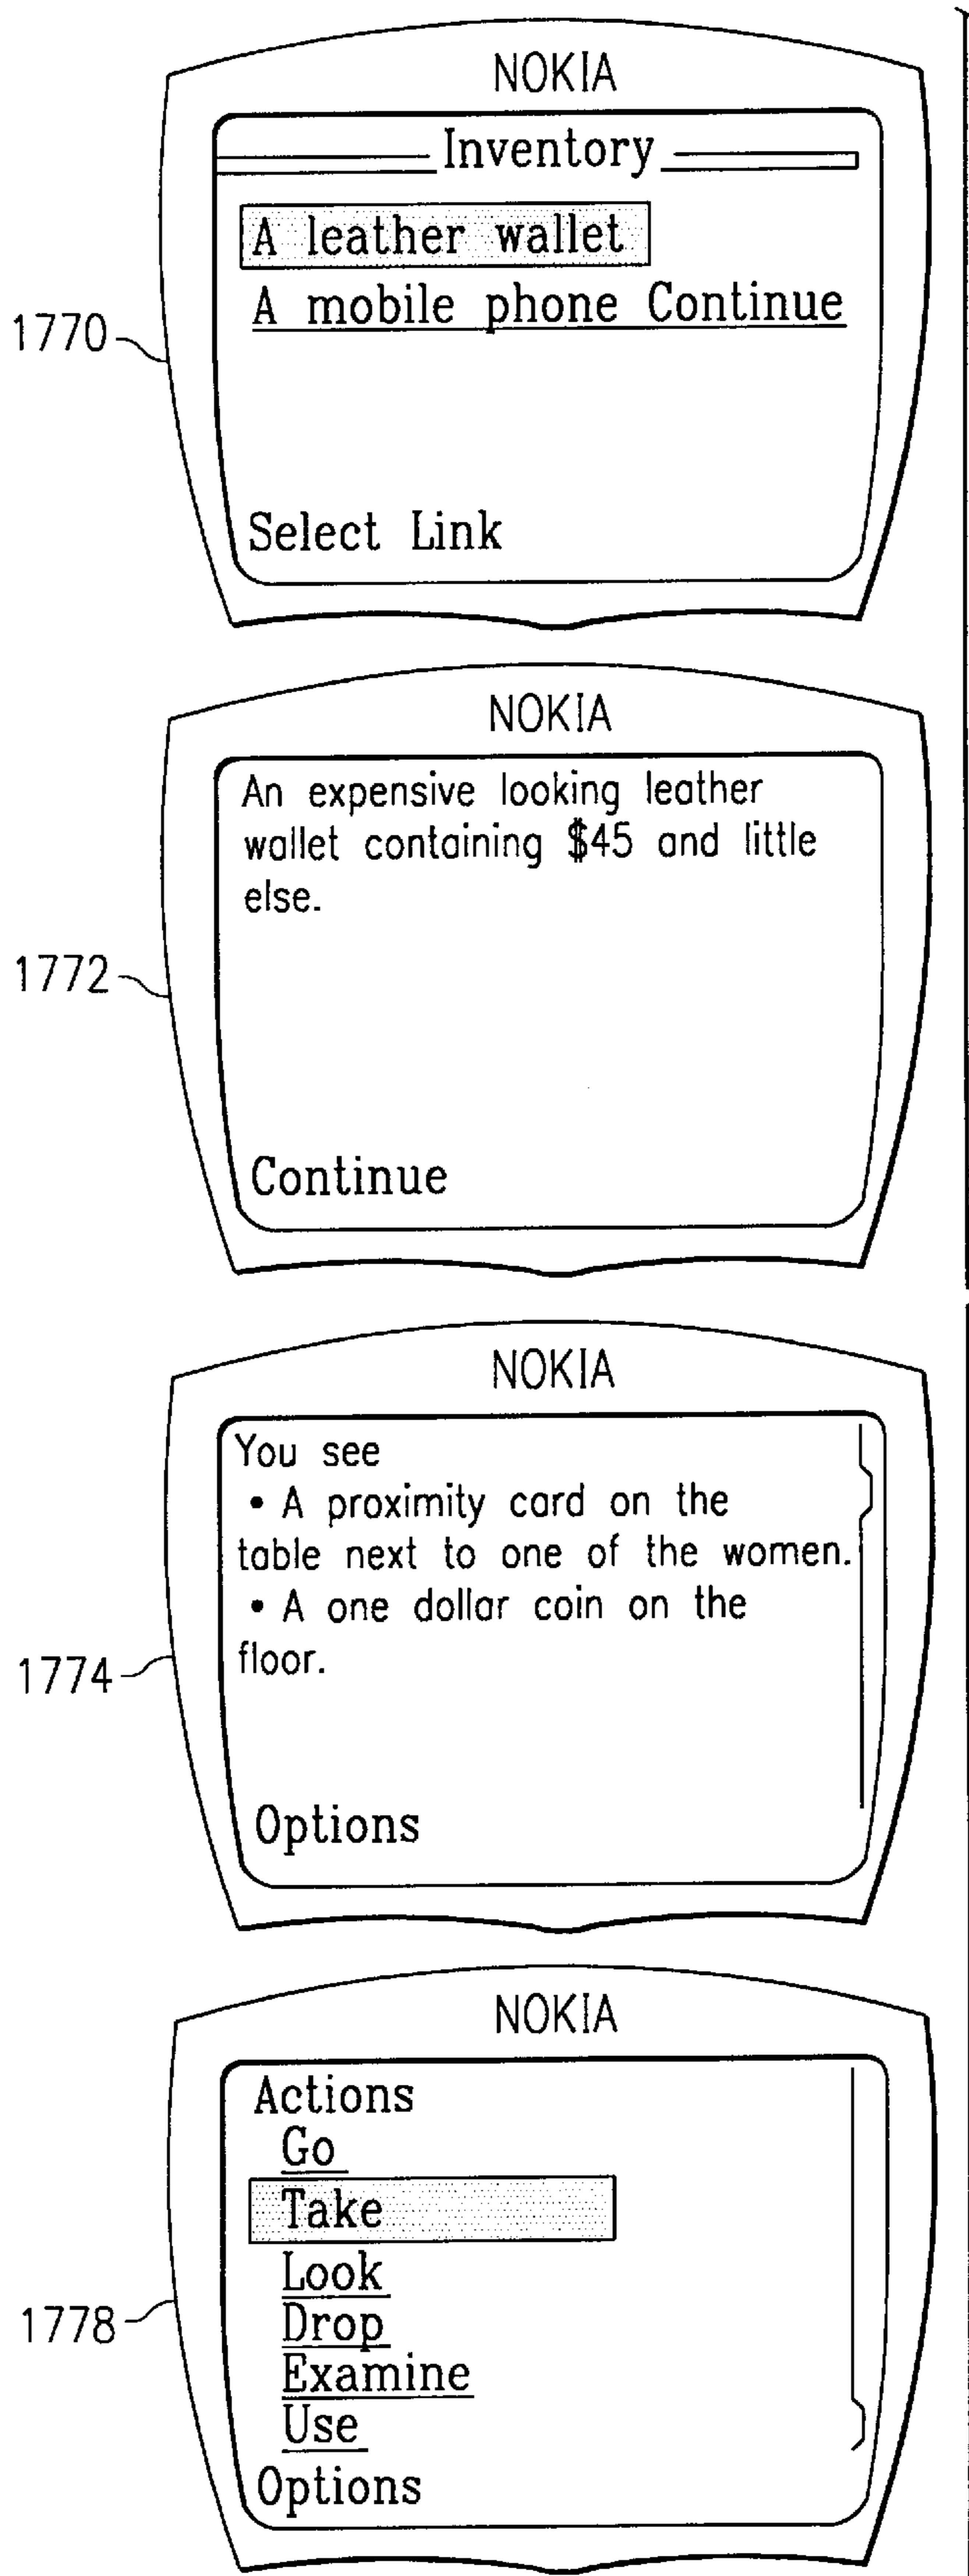 NOKIA
Inventory
A leather wallet
A mobile phone Continue
1770
Select Link
NOKIA
An expensive looking leather
wallet containing $45 and little
else.
1772
Continue
NOKIA
You see
• A proximity card on the
table next to one of the women.
• A one dollar coin on the
floor.
1774
Options
NOKIA
Actions
Go
Take
Look
1778
Drop
Examine
Use
Options